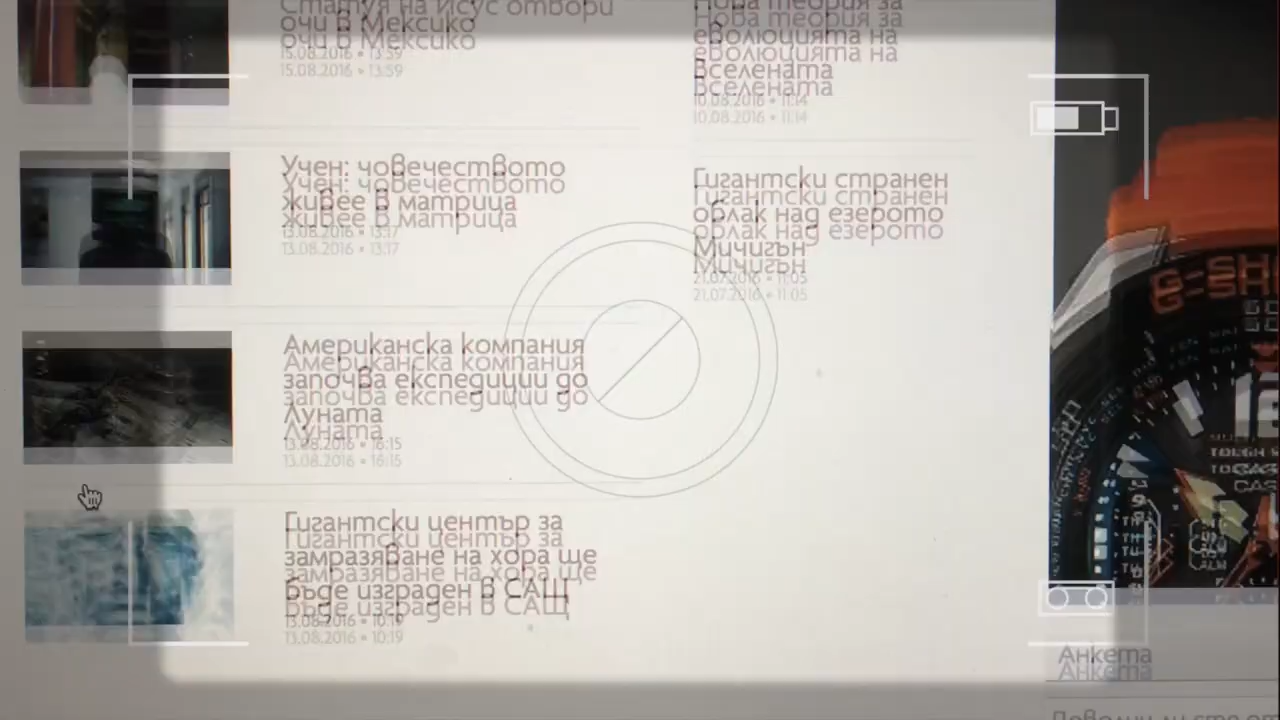 Статуя на Исус отвори
очи в Мексико
15.08.2016 • 13:59
Учен: човечеството
живее в матрица
13.08.2016 • 13:17
Американска компания
започва експедиции до
Луната
13.08.2016 • 16:15
Гигантски център за
замразяване на хора ще
бъде изграден в САЩ
13.08.2016 • 10:19
Нова теория за
еволюцията на
Вселената
10.08.2016 • 11:14
Гигантски странен
облак над езерото
Мичигън
21.07.2016 • 11:05
G-SH
Анкета